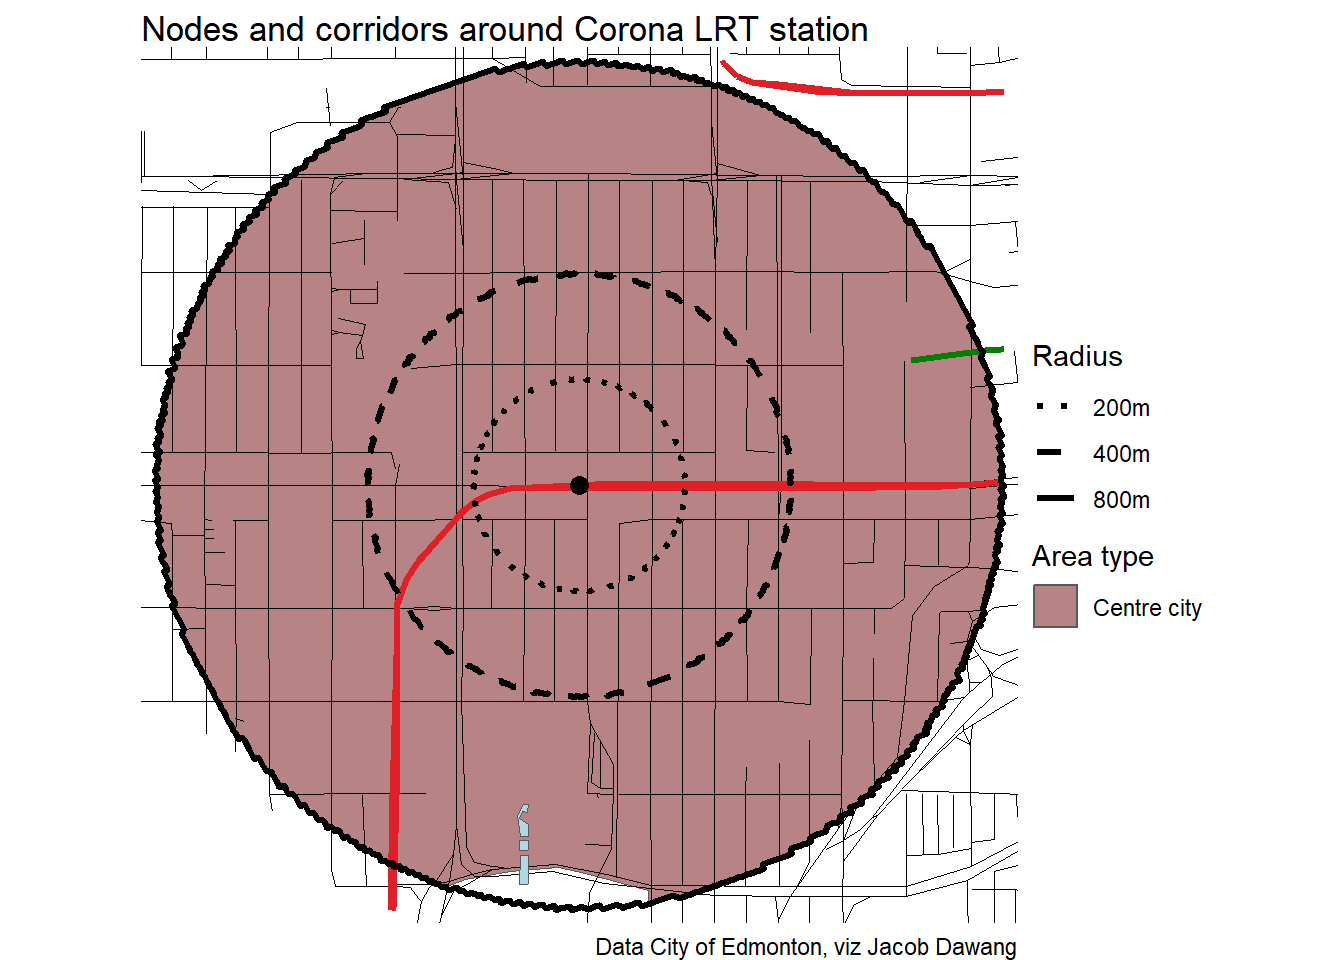 Nodes and corridors around Corona LRT station
Radius
200m
400m
800m
Area type
Centre city
Data City of Edmonton, viz Jacob Dawang